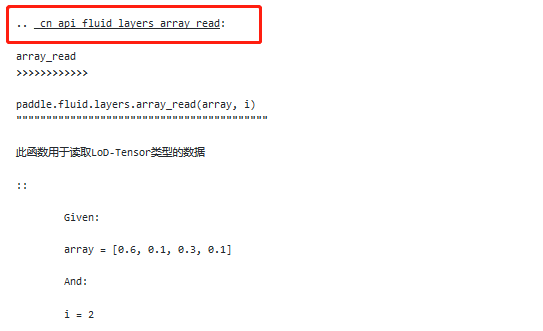 .. _cn_api_fluid_layers_array_read:
array_read
>>>>>>>>>>>>
paddle.fluid.layers.array_read(array, i)
""""""""""""""""""""""""""""""""""""""""""
此函数用于读取LoD-Tensor类型的数据
::
Given:
array = [0.6, 0.1, 0.3, 0.1]
And:
i = 2